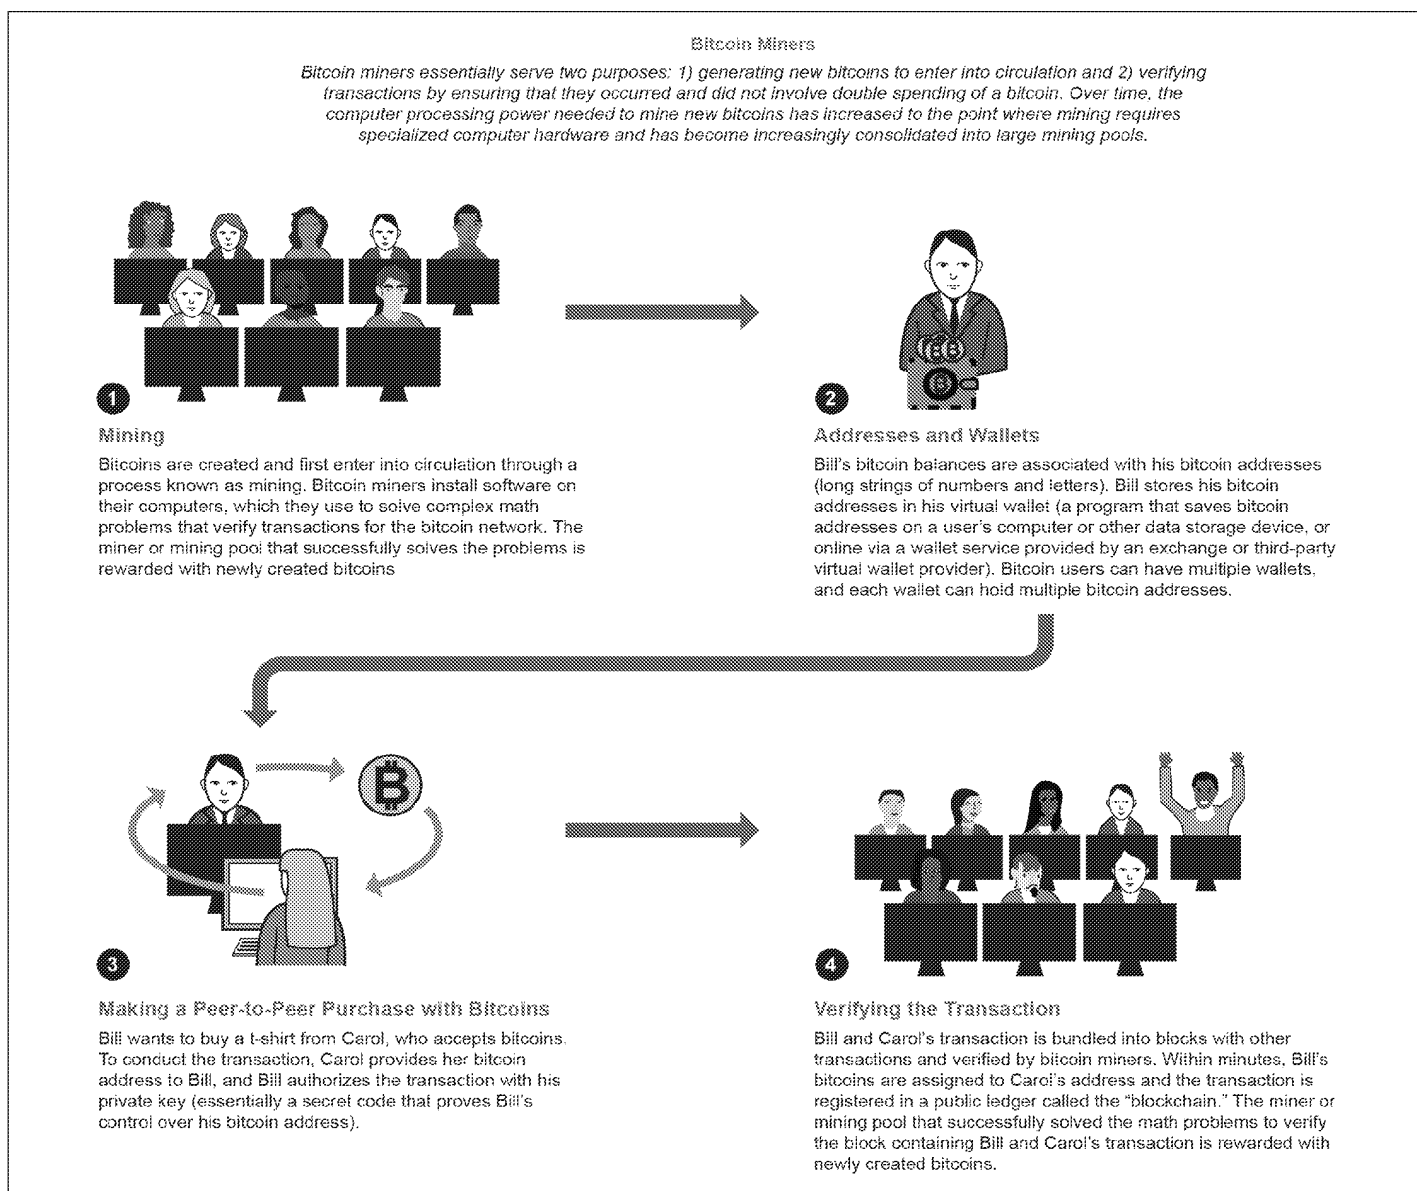 Bitcoin Miners
Bitcoin miners essentially serve two purposes: 1) generating new bitcoins to enter into circulation and 2) verifying
transactions by ensuring that they occurred and did not involve double spending of a bitcoin. Over time, the
computer processing power needed to mine new bitcoins has increased to the point where mining requires
specialized computer hardware and has become increasingly consolidated into large mining pools.
1
Mining
Bitcoins are created and first enter into circulation through a
process known as mining. Bitcoin miners install software on
their computers, which they use to solve complex math
problems that verify transactions for the bitcoin network. The
miner or mining pool that successfully solves the problems is
rewarded with newly created bitcoins
B
B
B
2
Addresses and Wallets
Bill's bitcoin balances are associated with his bitcoin addresses
(long strings of numbers and letters). Bill stores his bitcoin
addresses in his virtual wallet (a program that saves bitcoin
addresses on a user's computer or other data storage device, or
online via a wallet service provided by an exchange or third-party
virtual wallet provider). Bitcoin users can have multiple wallets,
and each wallet can hold multiple bitcoin addresses.
B
3
Making a Peer-to-Peer Purchase with Bitcoins
Bill wants to buy a t-shirt from Carol, who accepts bitcoins.
To conduct the transaction, Carol provides her bitcoin
address to Bill, and Bill authorizes the transaction with his
private key (essentially a secret code that proves Bill's
control over his bitcoin address).
4
Verifying the Transaction
Bill and Carol's transaction is bundled into blocks with other
transactions and verified by bitcoin miners. Within minutes, Bill's
bitcoins are assigned to Carol's address and the transaction is
registered in a public ledger called the “blockchain.” The miner or
mining pool that successfully solved the math problems to verify
the block containing Bill and Carol's transaction is rewarded with
newly created bitcoins.